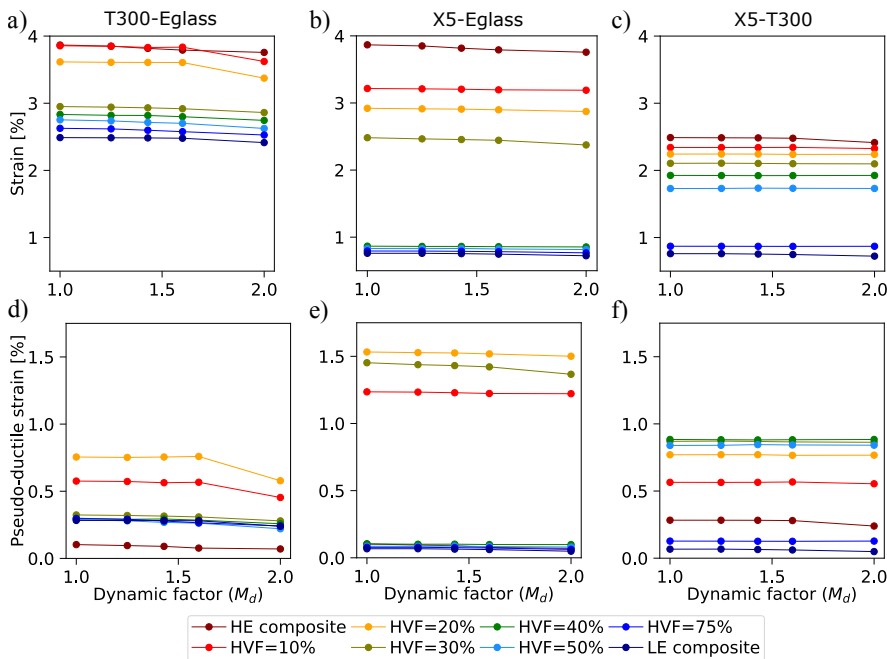 a) T300-Eglass b) X5-Eglass c) X5-T300
Strain [%]
4 4 4
3 3 3
2 2 2
1 1 1
1.0 1.5 2.0 1.0 1.5 2.0 1.0 1.5 2.0
d) e) f)
Pseudo-ductile strain [%]
1.5 1.5 1.5
1.0 1.0 1.0
0.5 0.5 0.5
0.0 0.0 0.0
1.0 1.5 2.0 1.0 1.5 2.0 1.0 1.5 2.0
Dynamic factor (M_d) Dynamic factor (M_d) Dynamic factor (M_d)
HE composite HVF=20% HVF=40% HVF=75%
HVF=10% HVF=30% HVF=50% LE composite